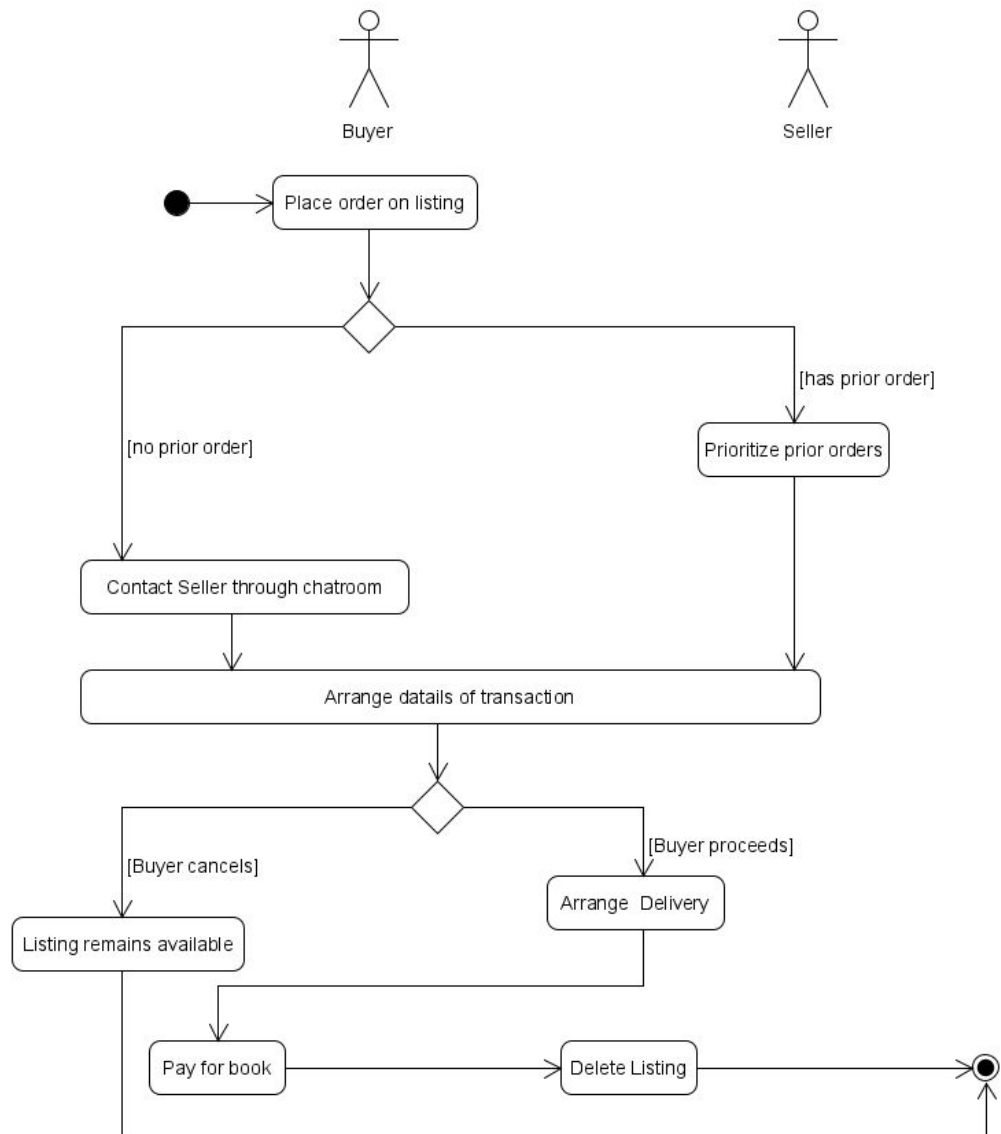 Buyer
Seller
Place order on listing
[has prior order]
[no prior order]
Prioritize prior orders
Contact Seller through chatroom
Arrange datails of transaction
[Buyer proceeds]
[Buyer cancels]
Arrange  Delivery
Listing remains available
Pay for book
Delete Listing